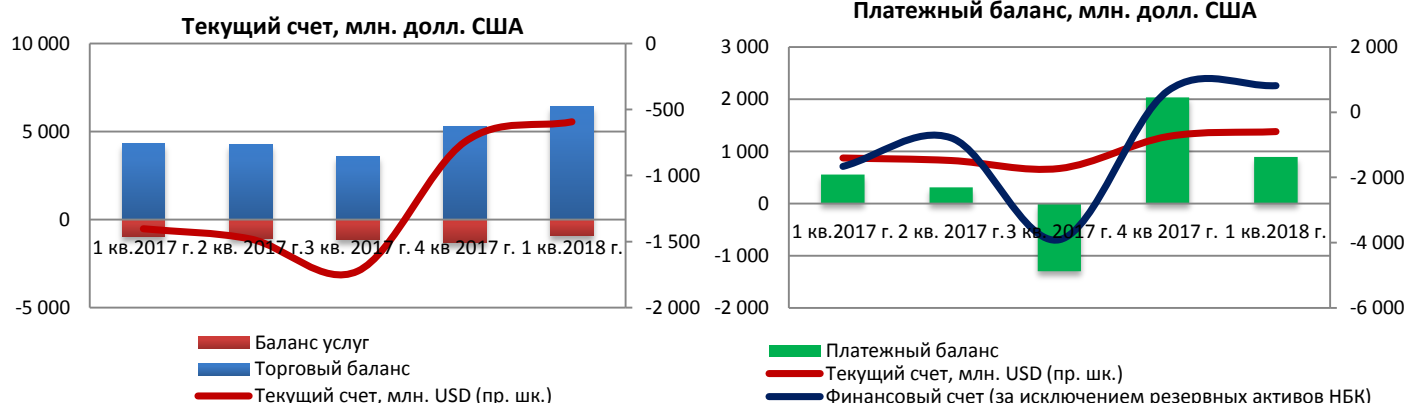 Текущий счет, млн. долл. США
10 000
5 000
0
-5 000
0
-500
-1 000
-1 500
-2 000
1 кв.2017 г. 2 кв. 2017 г. 3 кв. 2017 г. 4 кв 2017 г. 1 кв.2018 г.
Баланс услуг
Торговый баланс
Текущий счет, млн. USD (пр. шк.)
Платежный баланс, млн. долл. США
3 000
2 000
1 000
0
-1 000
-2 000
2 000
0
-2 000
-4 000
-6 000
1 кв.2017 г. 2 кв. 2017 г. 3 кв. 2017 г. 4 кв 2017 г. 1 кв.2018 г.
Платежный баланс
Текущий счет, млн. USD (пр. шк.)
Финансовый счет (за исключением резервных активов НБК)